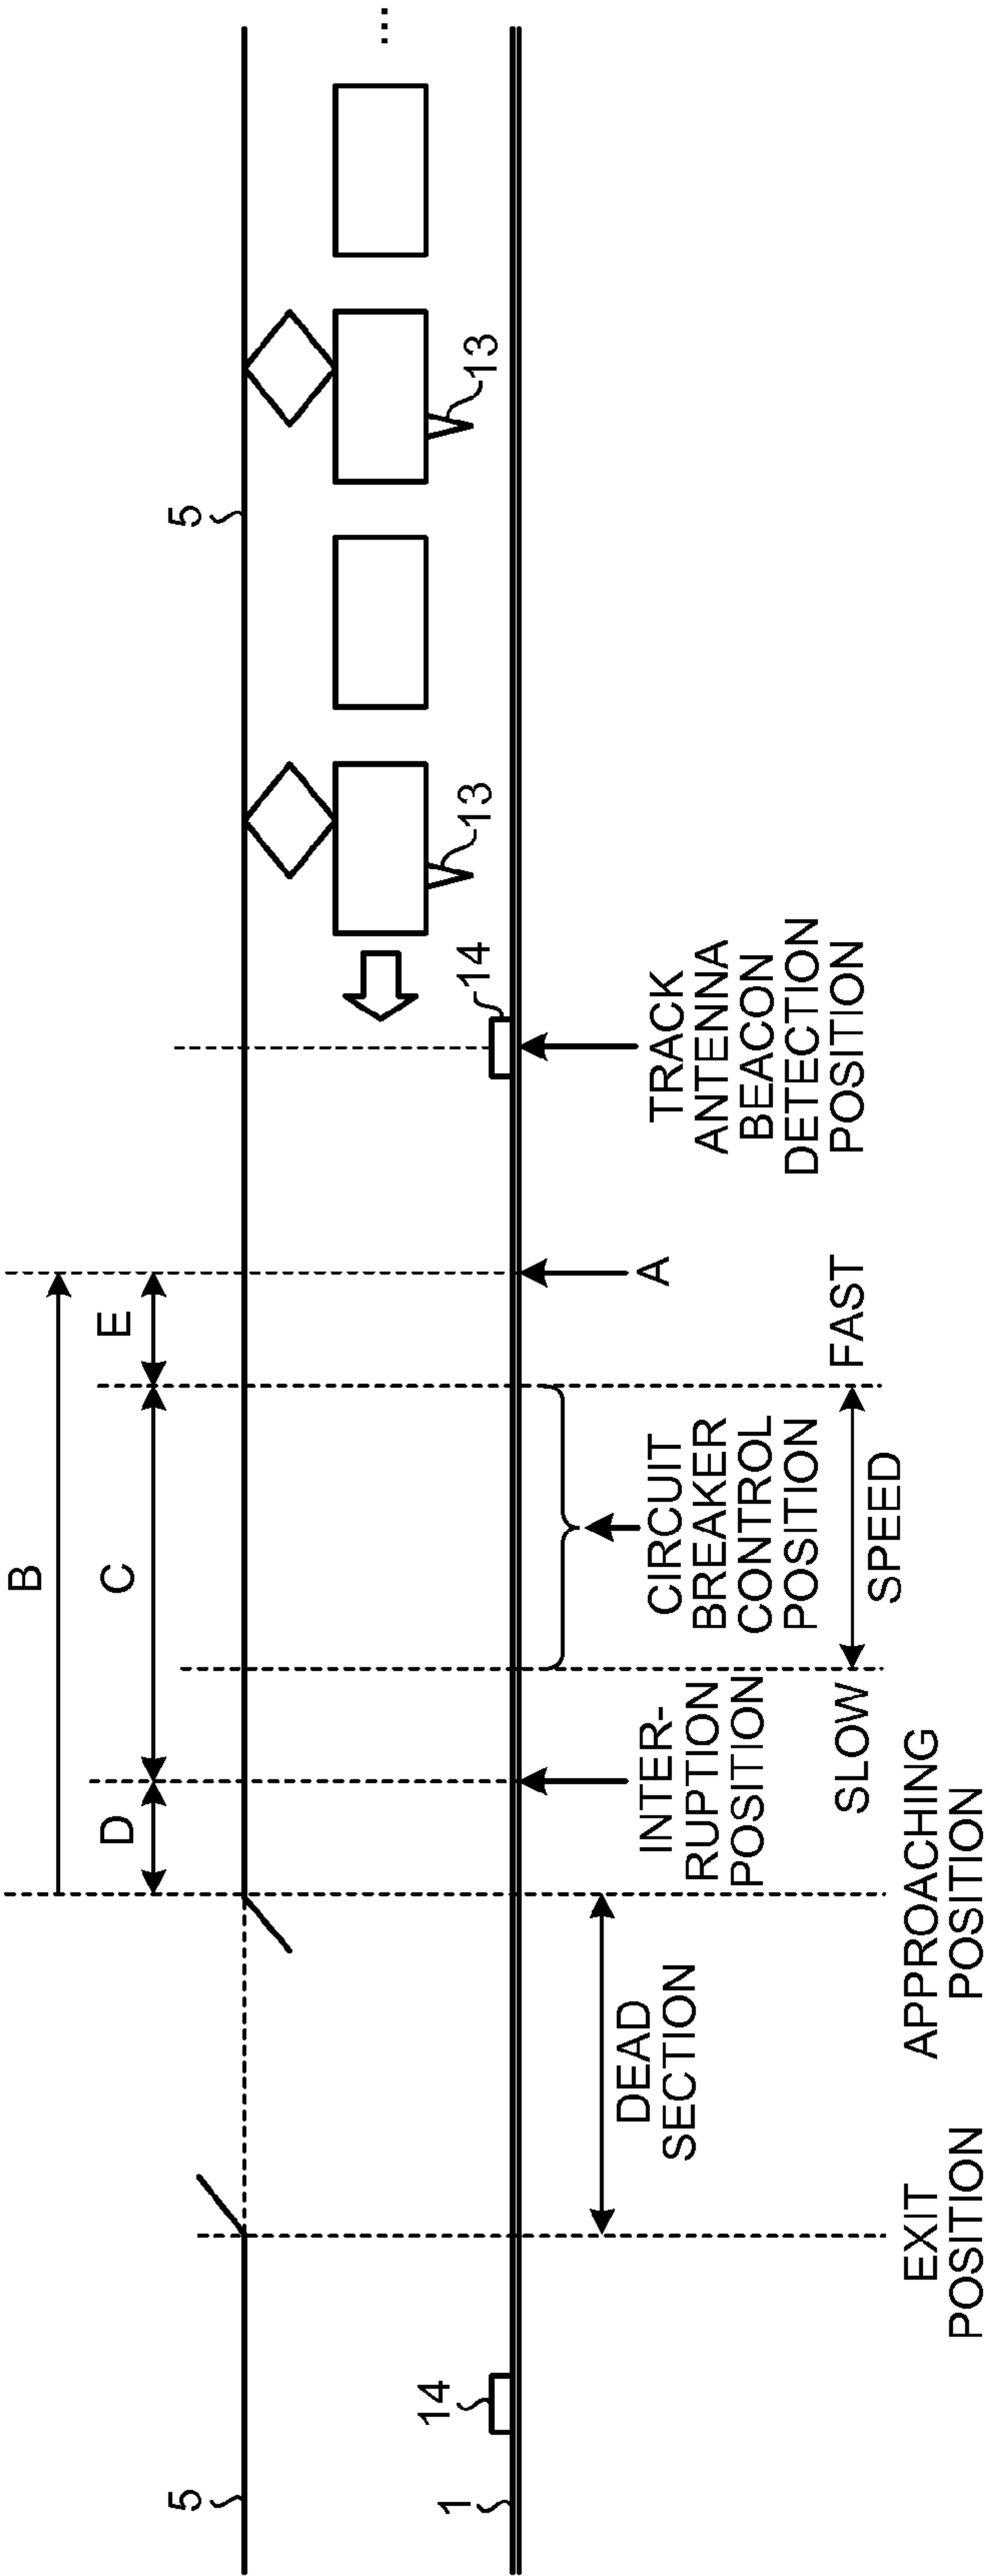 B
D
C
E
5
5
...
14
1
14
13
13
DEAD
SECTION
INTER-
RUPTION
POSITION
CIRCUIT
BREAKER
CONTROL
POSITION
A
TRACK
ANTENNA
BEACON
DETECTION
POSITION
SLOW
SPEED
FAST
EXIT
POSITION
APPROACHING
POSITION